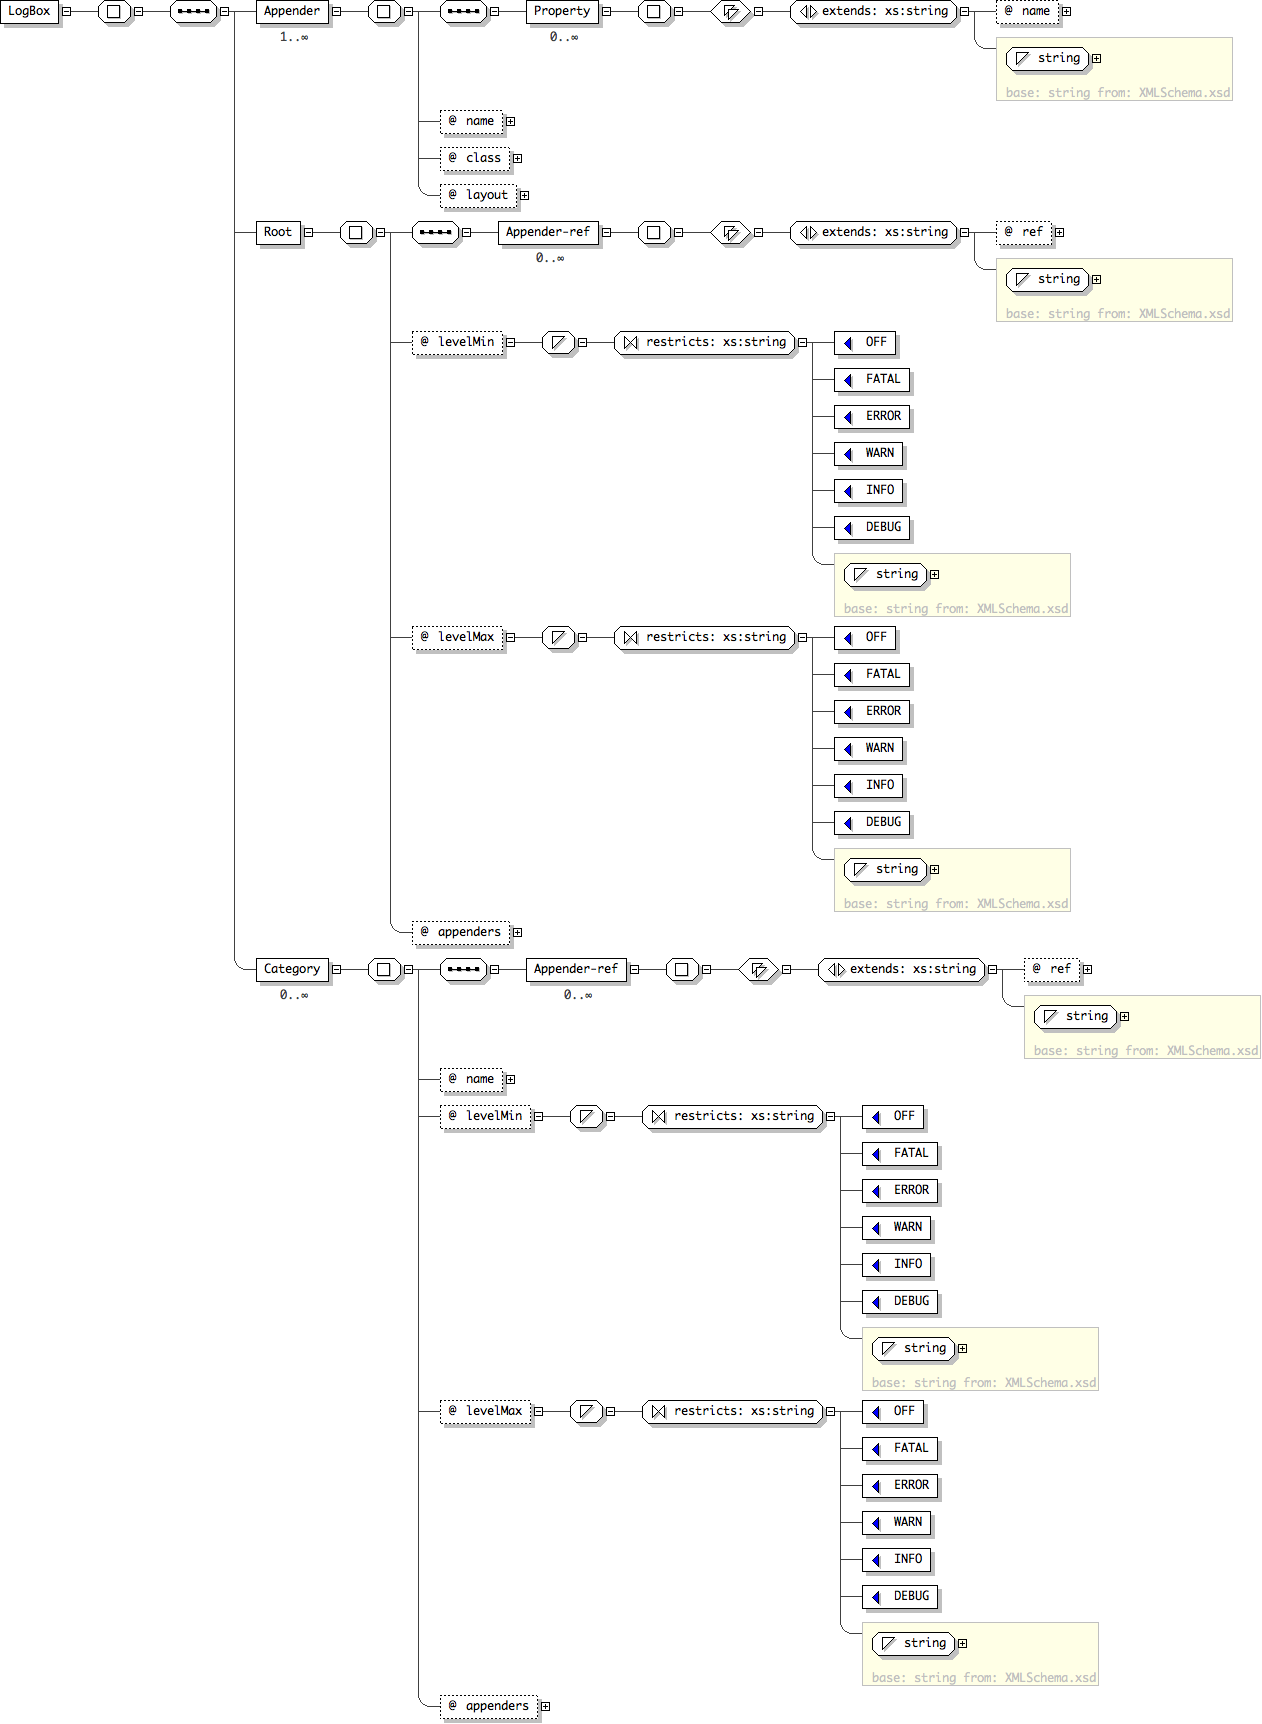 LogBox
Appender
Property
extends: xs:string
@ name
1..∞
0..∞
string
base: string from: XMLSchema.xsd
@ name
@ class
@ layout
Root
Appender-ref
extends: xs:string
@ ref
0..∞
string
base: string from: XMLSchema.xsd
@ levelMin
restricts: xs:string
OFF
FATAL
ERROR
WARN
INFO
DEBUG
string
base: string from: XMLSchema.xsd
@ levelMax
restricts: xs:string
OFF
FATAL
ERROR
WARN
INFO
DEBUG
string
base: string from: XMLSchema.xsd
@ appenders
Category
Appender-ref
extends: xs:string
@ ref
0..∞
0..∞
string
base: string from: XMLSchema.xsd
@ name
@ levelMin
restricts: xs:string
OFF
FATAL
ERROR
WARN
INFO
DEBUG
string
base: string from: XMLSchema.xsd
@ levelMax
restricts: xs:string
OFF
FATAL
ERROR
WARN
INFO
DEBUG
string
base: string from: XMLSchema.xsd
@ appenders